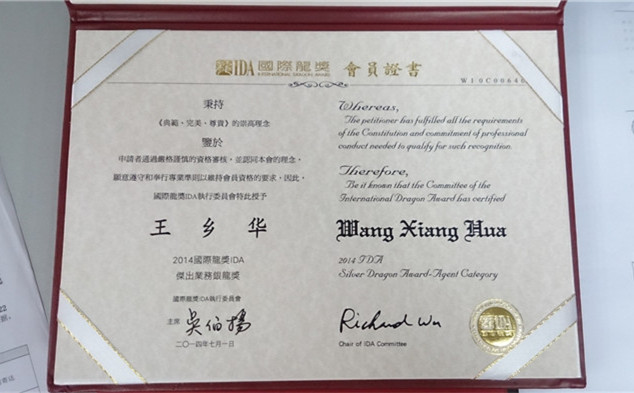 IDA 國際龍獎 會員證書
INTERNATIONAL DRAGON AWARD
秉持
《典範、完美、尊貴》的崇高理念
鑒於
申請者通過嚴格謹慎的資格審核，並認同本會的理念，
願意遵守和奉行專業準則以維持會員資格的要求，因此，
國際龍獎IDA執行委員會特此授予
王乡华
2014國際龍獎IDA
傑出業務銀龍獎
國際龍獎IDA執行委員會
主席 吳伯揚
二〇一四年七月一日
Whereas,
The petitioner has fulfilled all the requirements
of the Constitution and commitment of professional
conduct needed to qualify for such recognition.
Therefore,
Be it known that the Committee of the
International Dragon Award has certified
Wang Xiang Hua
2014 IDA
Silver Dragon Award-Agent Category
Richard Wu
Chair of IDA Committee
IDA